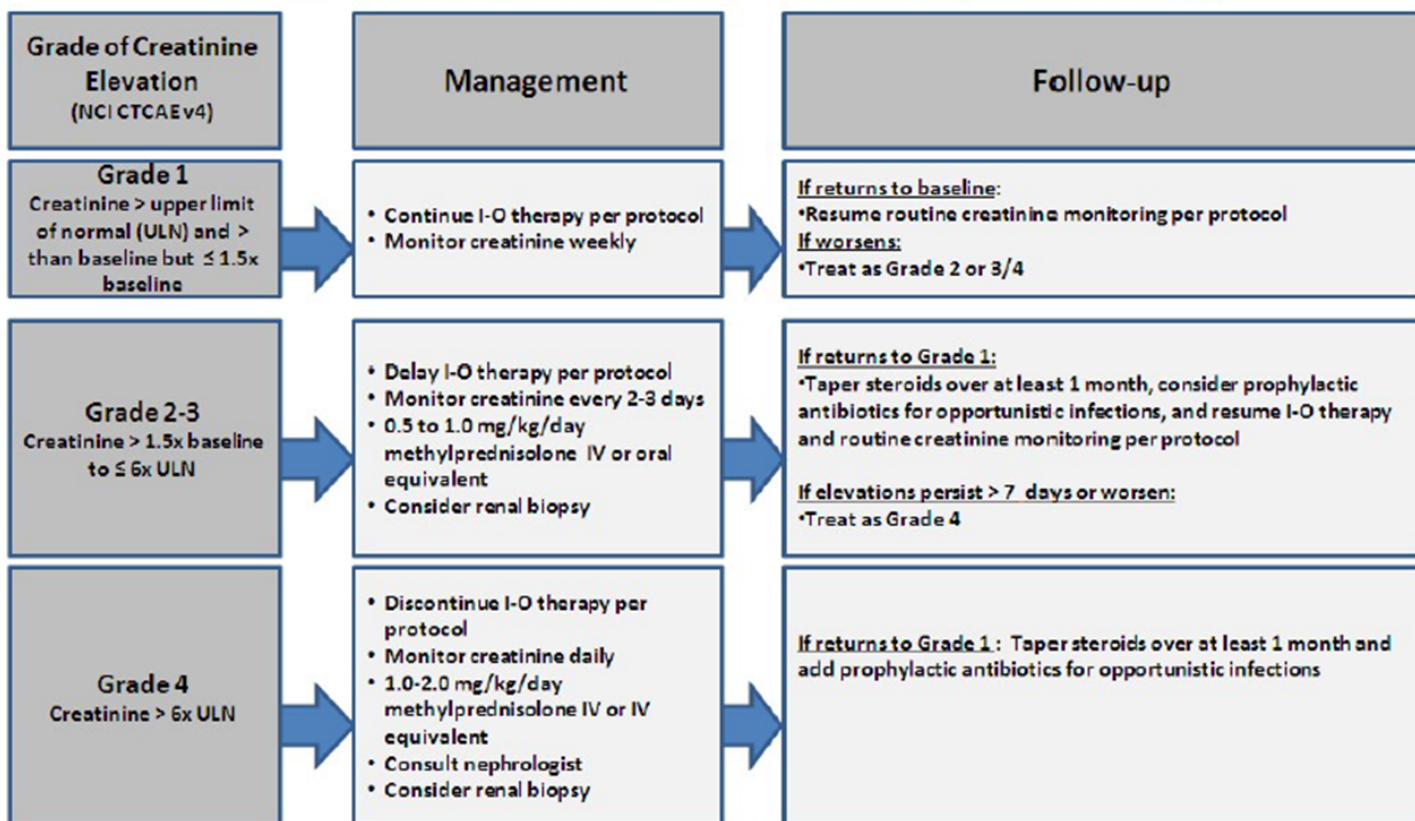 Grade of Creatinine
Elevation
(NCI CTCAE v4)
Management
Follow-up
Grade 1
Creatinine > upper limit
of normal (ULN) and >
than baseline but ≤ 1.5x
baseline
• Continue I-O therapy per protocol
• Monitor creatinine weekly
If returns to baseline:
•Resume routine creatinine monitoring per protocol
If worsens:
•Treat as Grade 2 or 3/4
Grade 2-3
Creatinine > 1.5x baseline
to ≤ 6x ULN
• Delay I-O therapy per protocol
• Monitor creatinine every 2-3 days
• 0.5 to 1.0 mg/kg/day
methylprednisolone IV or oral
equivalent
• Consider renal biopsy
If returns to Grade 1:
•Taper steroids over at least 1 month, consider prophylactic
antibiotics for opportunistic infections, and resume I-O therapy
and routine creatinine monitoring per protocol
If elevations persist > 7 days or worsen:
•Treat as Grade 4
Grade 4
Creatinine > 6x ULN
• Discontinue I-O therapy per
protocol
• Monitor creatinine daily
• 1.0-2.0 mg/kg/day
methylprednisolone IV or IV
equivalent
• Consult nephrologist
• Consider renal biopsy
If returns to Grade 1 : Taper steroids over at least 1 month and
add prophylactic antibiotics for opportunistic infections